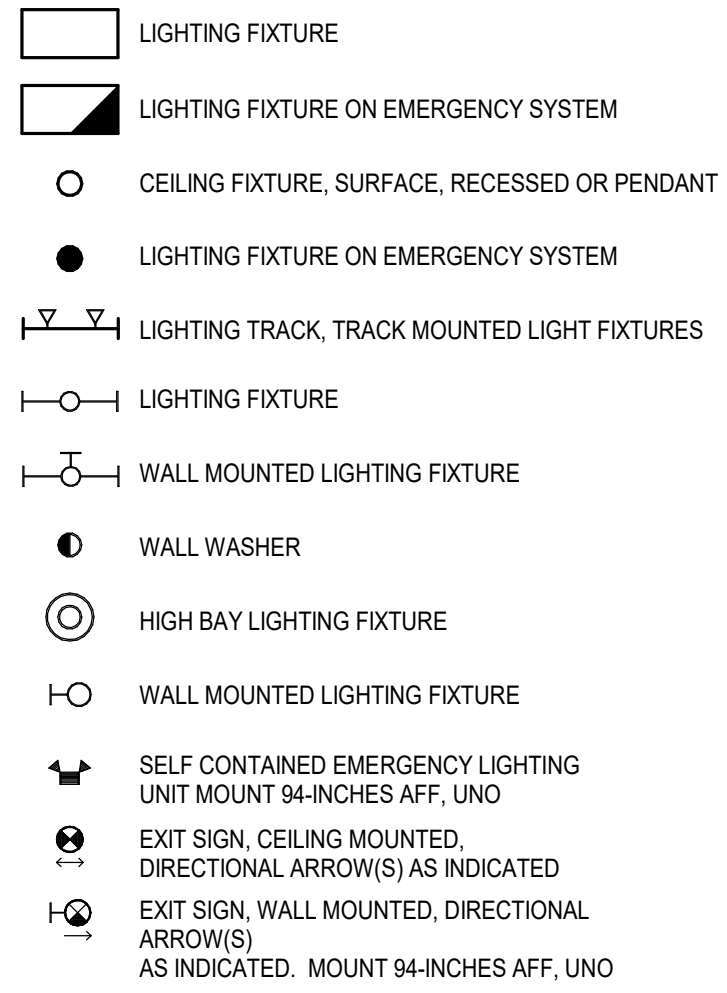 LIGHTING FIXTURE
LIGHTING FIXTURE ON EMERGENCY SYSTEM
CEILING FIXTURE, SURFACE, RECESSED OR PENDANT
LIGHTING FIXTURE ON EMERGENCY SYSTEM
LIGHTING TRACK, TRACK MOUNTED LIGHT FIXTURES
LIGHTING FIXTURE
WALL MOUNTED LIGHTING FIXTURE
WALL WASHER
HIGH BAY LIGHTING FIXTURE
WALL MOUNTED LIGHTING FIXTURE
SELF CONTAINED EMERGENCY LIGHTING
UNIT MOUNT 94-INCHES AFF, UNO
EXIT SIGN, CEILING MOUNTED,
DIRECTIONAL ARROW(S) AS INDICATED
EXIT SIGN, WALL MOUNTED, DIRECTIONAL
ARROW(S)
AS INDICATED.  MOUNT 94-INCHES AFF, UNO